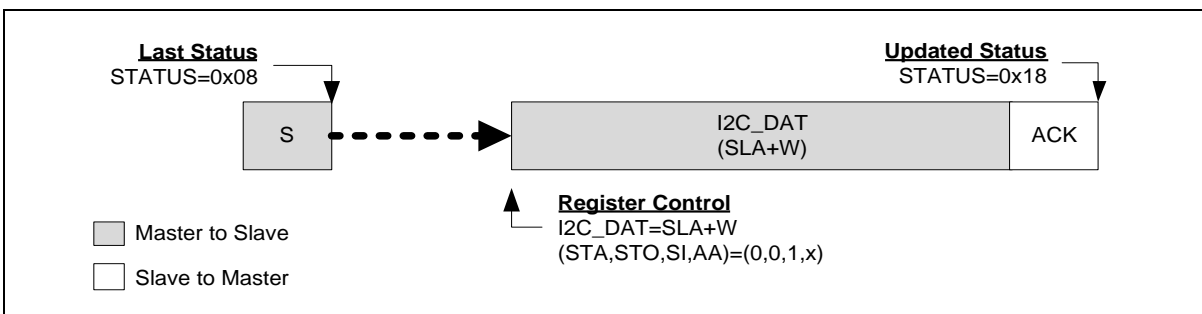 Last Status
STATUS=0x08
Updated Status
STATUS=0x18
S
I2C_DAT
(SLA+W)
ACK
Register Control
I2C_DAT=SLA+W
(STA,STO,SI,AA)=(0,0,1,x)
Master to Slave
Slave to Master